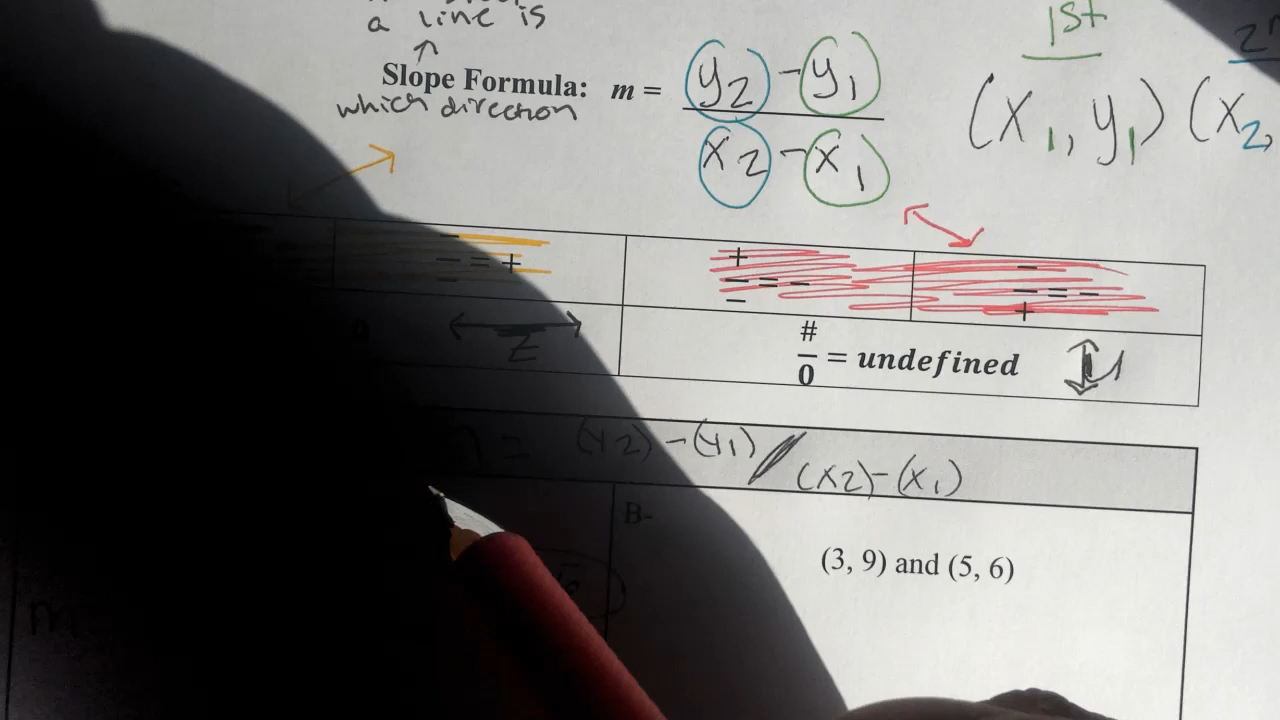 a line is
1st
Slope Formula: m = y2 - y1
x2 - x1
(x1, y1) (x2,
which direction
- - = +
-
+
- = -
-
-
- = -
+
0
Z
#
0 = undefined
U
= (y2) - (y1) / (x2) - (x1)
B-
(3, 9) and (5, 6)
m